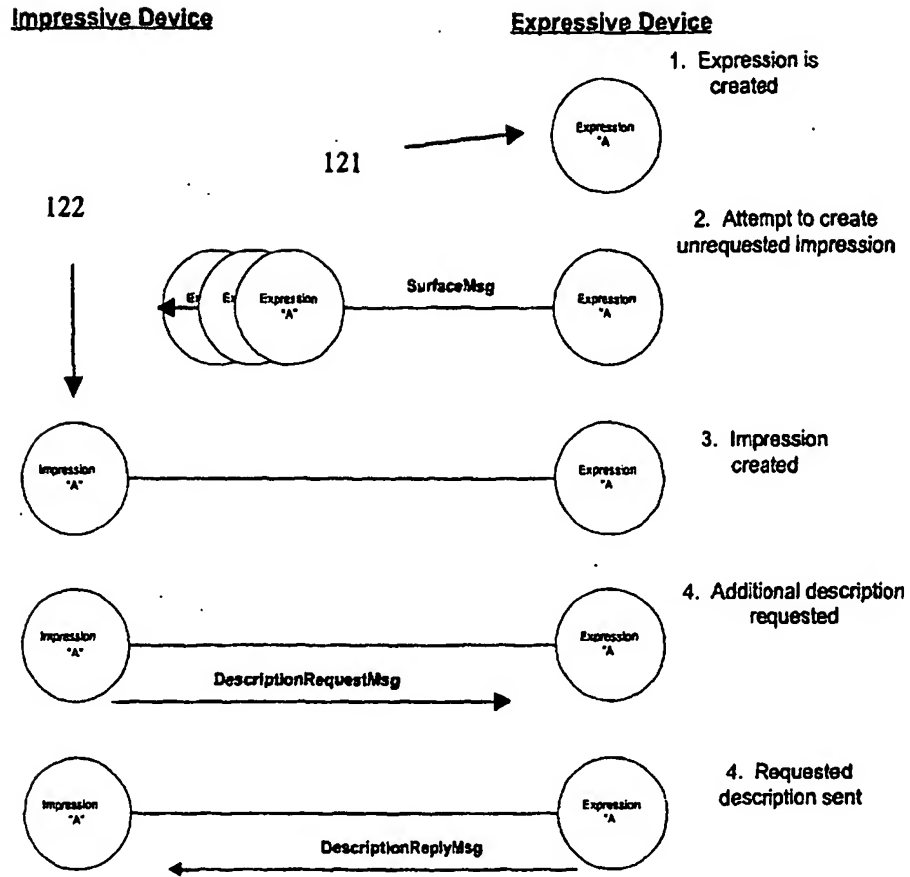 Impressive Device
Expressive Device
1. Expression is
created
Expression
"A
121
122
2. Attempt to create
unrequested impression
Ex
Ex
Expression
"A"
SurfaceMsg
Expression
"A
3. Impression
created
Impression
"A"
Expression
"A
4. Additional description
requested
Impression
"A"
Expression
"A
DescriptionRequestMsg
4. Requested
description sent
Impression
"A"
Expression
"A
DescriptionReplyMsg